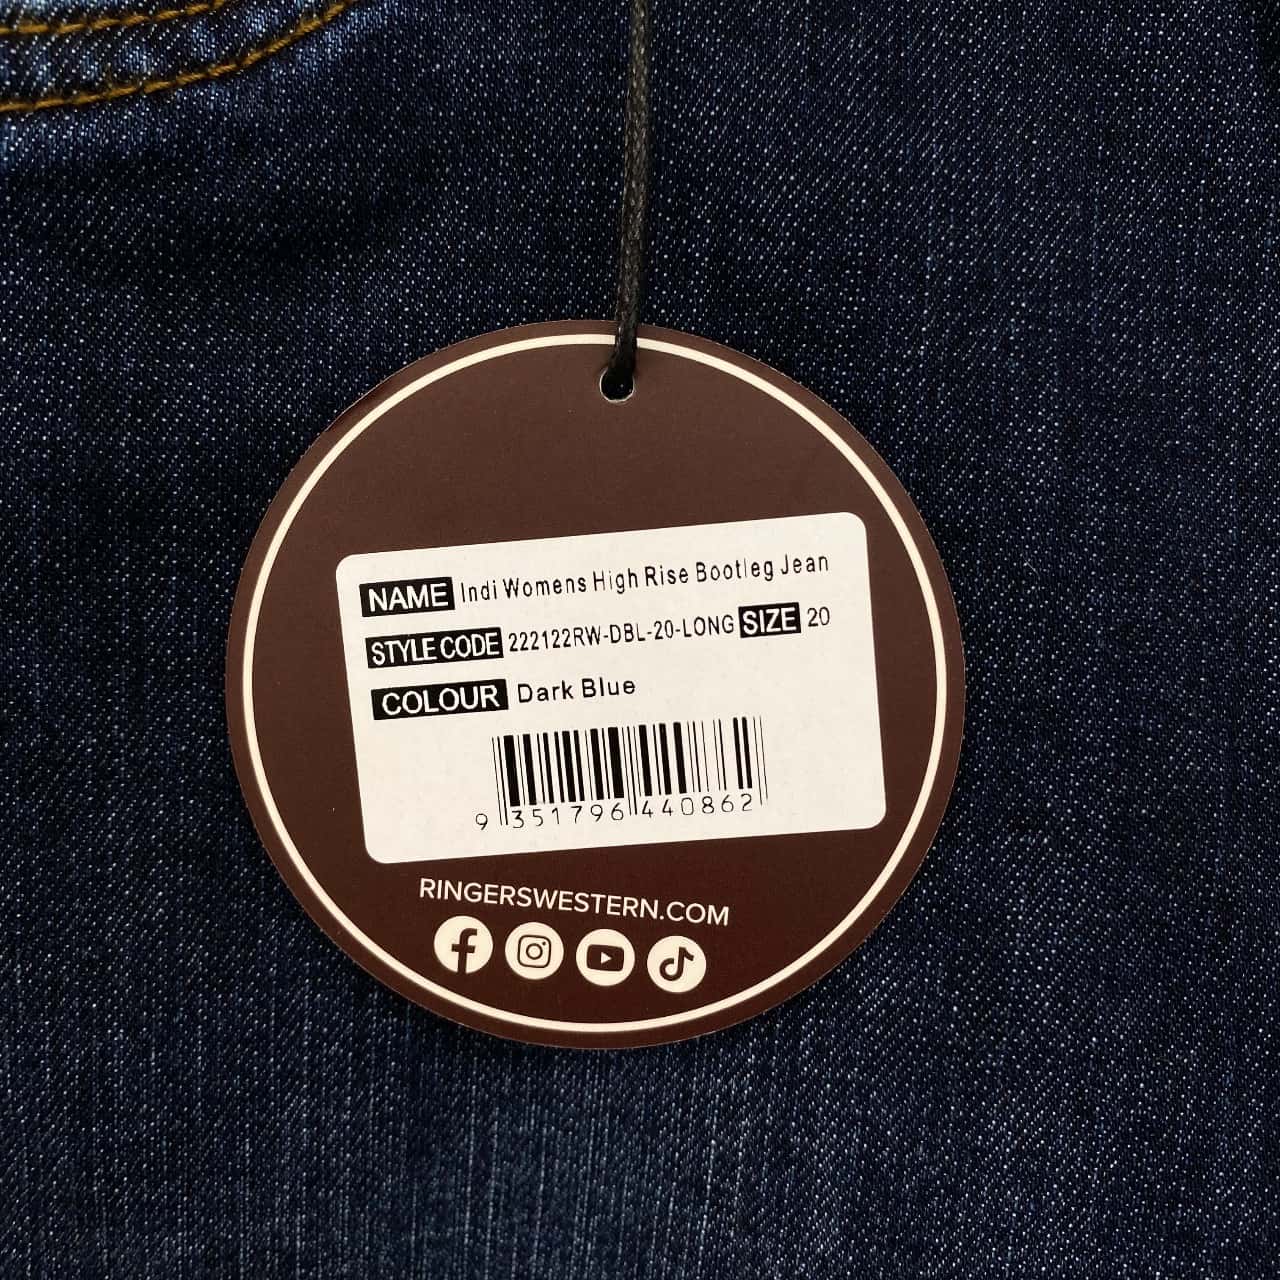 NAME Indi Womens High Rise Bootleg Jean
STYLE CODE 222122RW-DBL-20-LONG SIZE 20
COLOUR Dark Blue
9 351796 440862
RINGERSWESTERN.COM